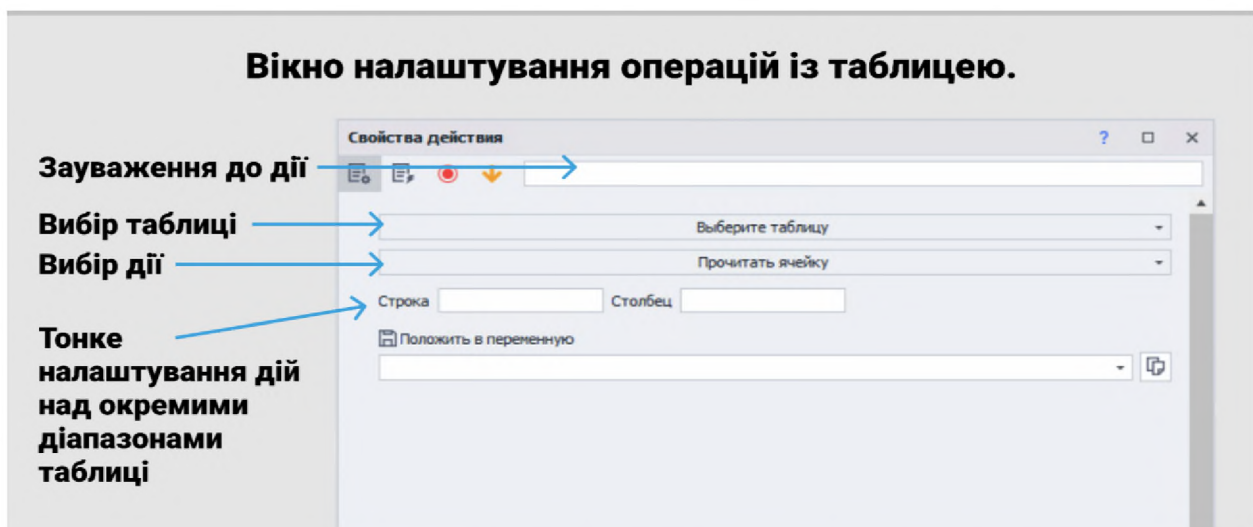 Вікно налаштування операцій із таблицею.
Свойства действия ?
Зауваження до дії
Вибір таблиці
Выберите таблицу
Вибір дії
Прочитать ячейку
Строка Столбец
Положить в переменную
Тонке
налаштування дій
над окремими
діапазонами
таблиці